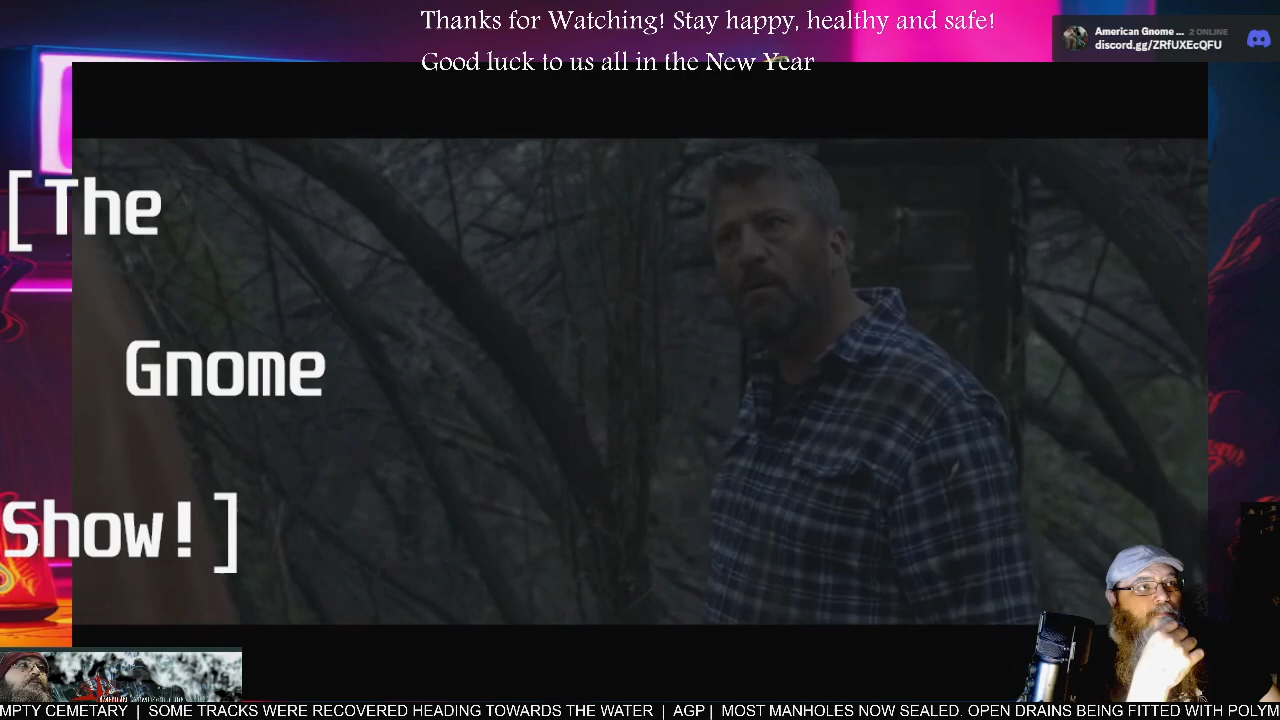 Thanks for Watching! Stay happy, healthy and safe!
Good luck to us all in the New Year
American Gnome ... 2 ONLINE
discord.gg/ZRfUXEcQFU
[The
Gnome
Show!]
MPTY CEMETARY | SOME TRACKS WERE RECOVERED HEADING TOWARDS THE WATER | AGP | MOST MANHOLES NOW SEALED. OPEN DRAINS BEING FITTED WITH POLYM